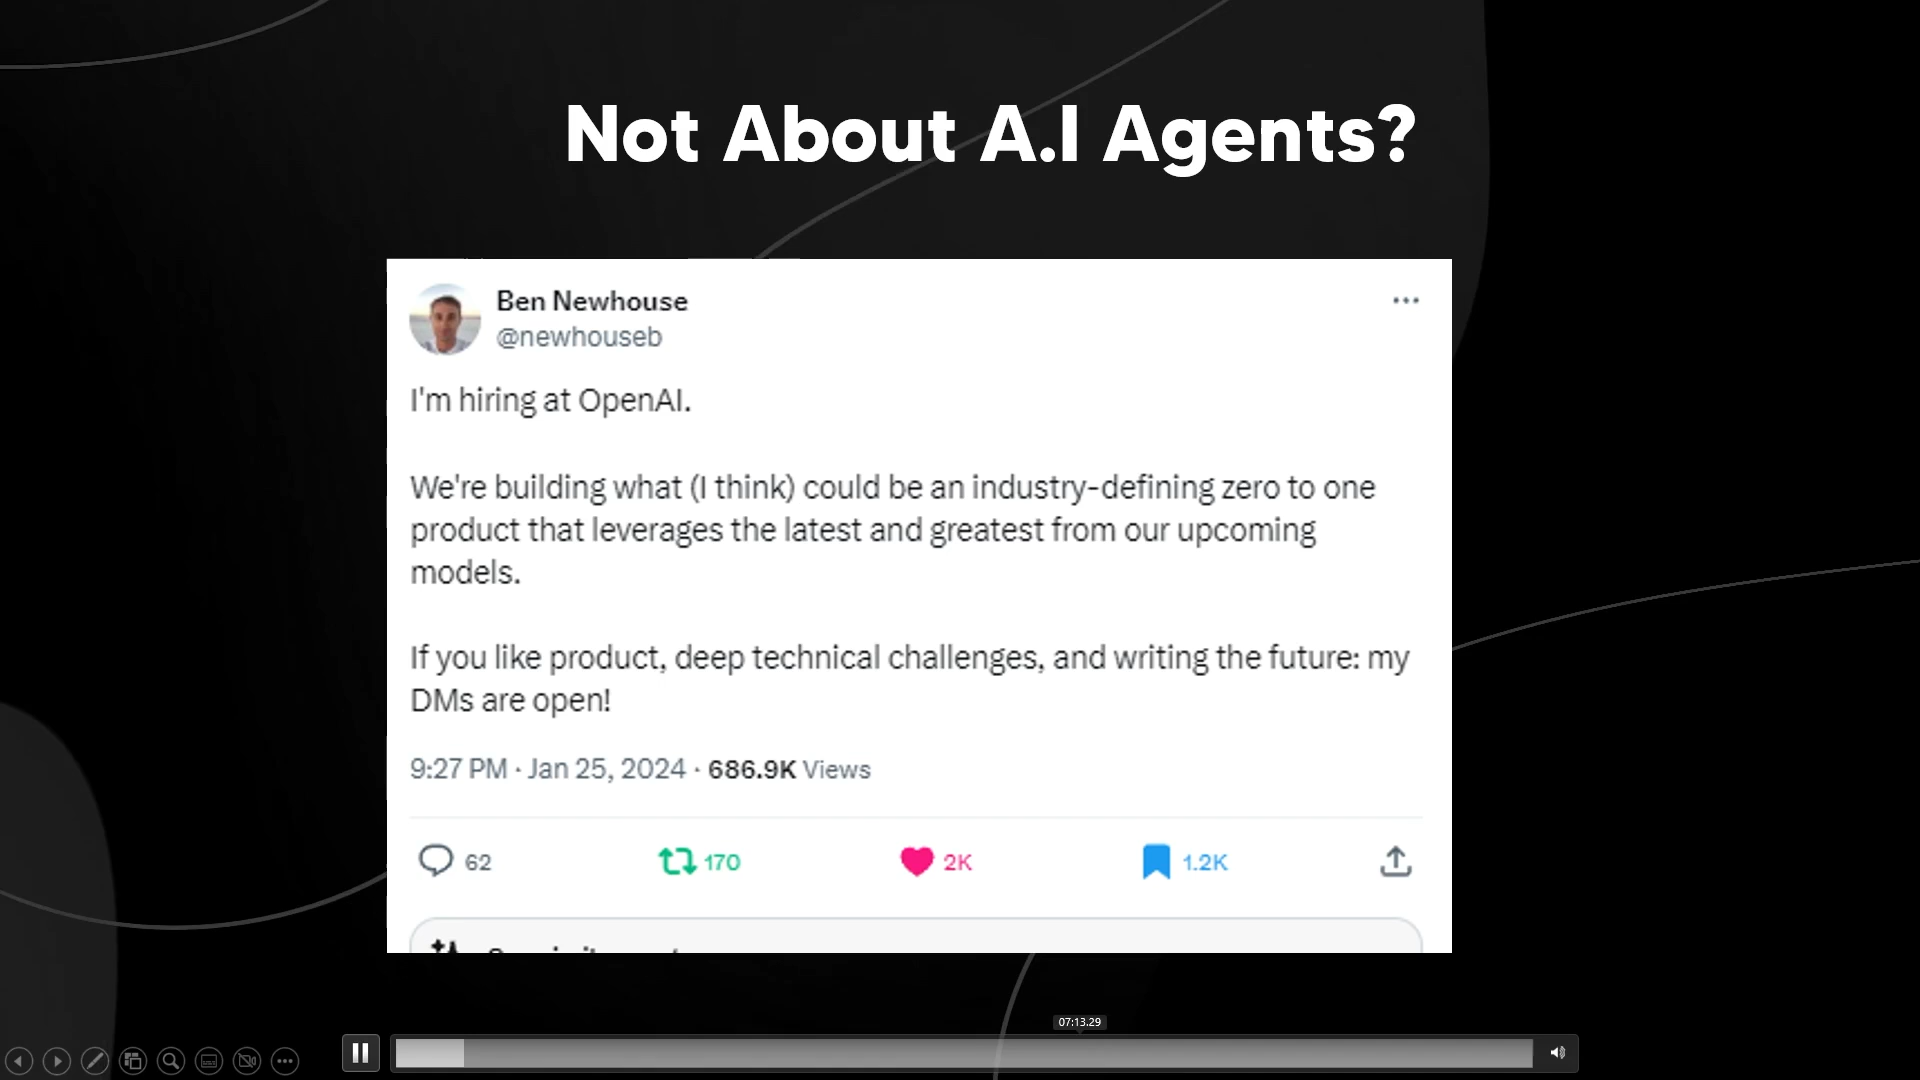 Not About A.I Agents?
Ben Newhouse
@newhouseb
I'm hiring at OpenAI.
We're building what (I think) could be an industry-defining zero to one
product that leverages the latest and greatest from our upcoming
models.
If you like product, deep technical challenges, and writing the future: my
DMs are open!
9:27 PM · Jan 25, 2024 · 686.9K Views
62
170
2K
1.2K
07:13.29